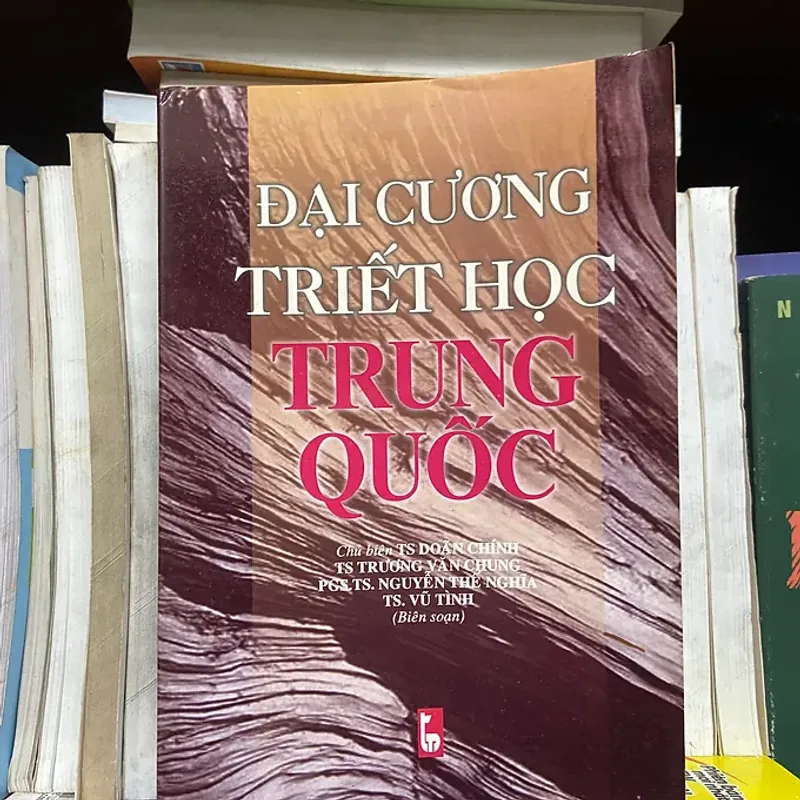 ĐẠI CƯƠNG
TRIẾT HỌC
TRUNG
QUỐC
Chủ biên TS DOÃN CHÍNH
TS TRƯƠNG VĂN CHUNG
PGS.TS. NGUYỄN THẾ NGHĨA
TS. VŨ TÌNH
(Biên soạn)
N